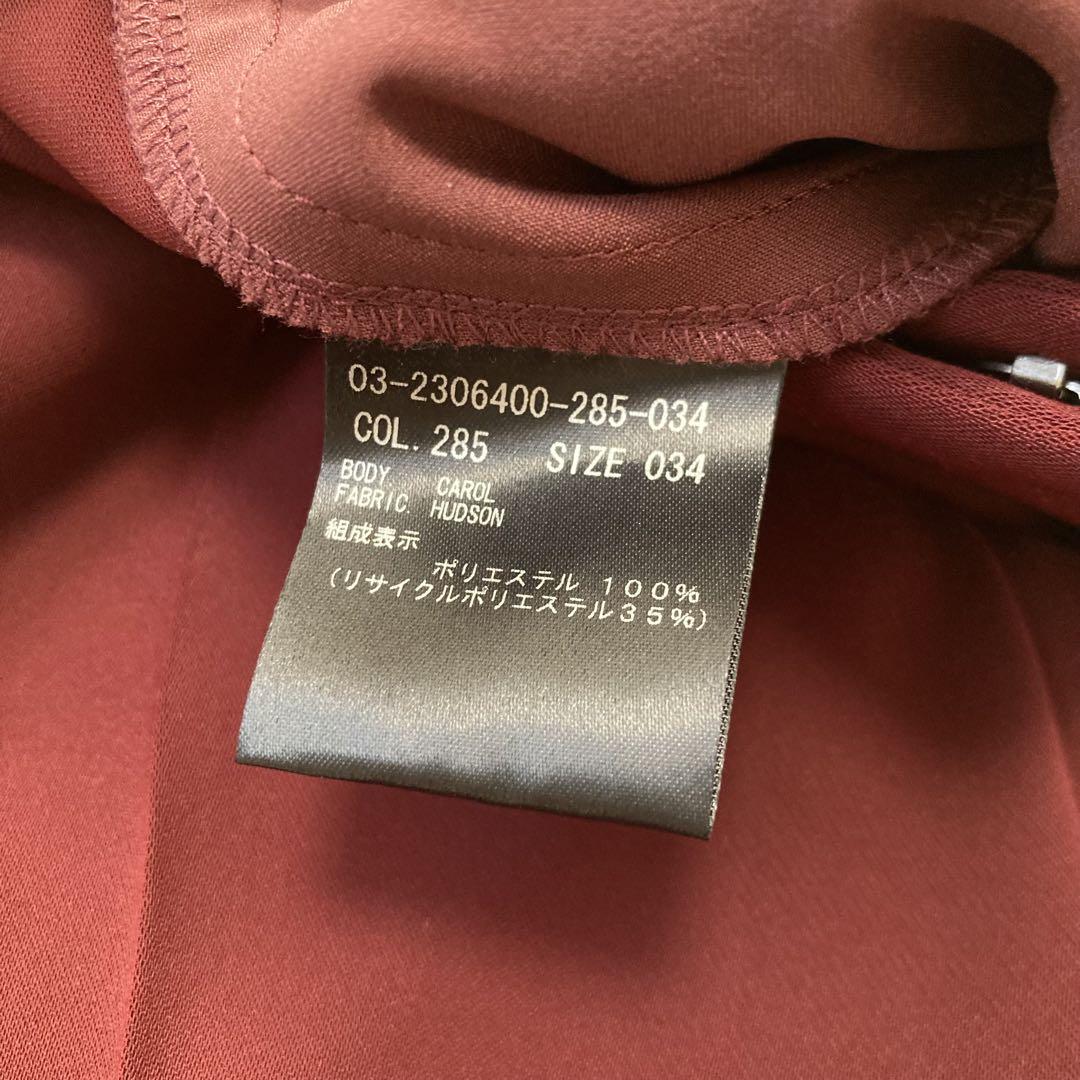 03-2306400-285-034
COL. 285 SIZE 034
BODY CAROL
FABRIC HUDSON
組成表示
ポリエステル １００％
（リサイクルポリエステル３５％）